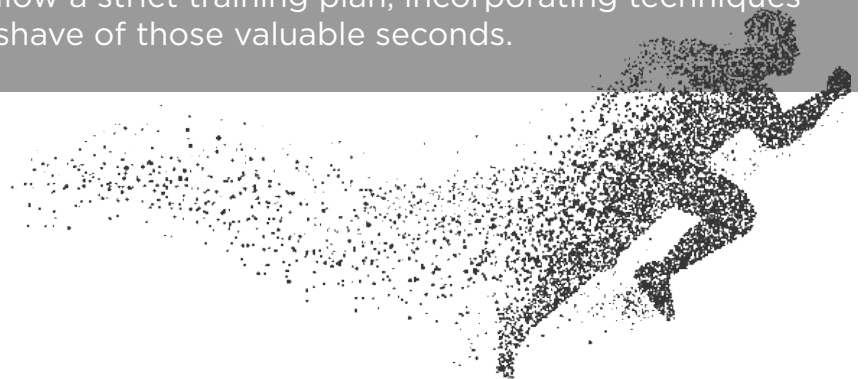 llow a strict training plan, incorporating techniques
shave of those valuable seconds.